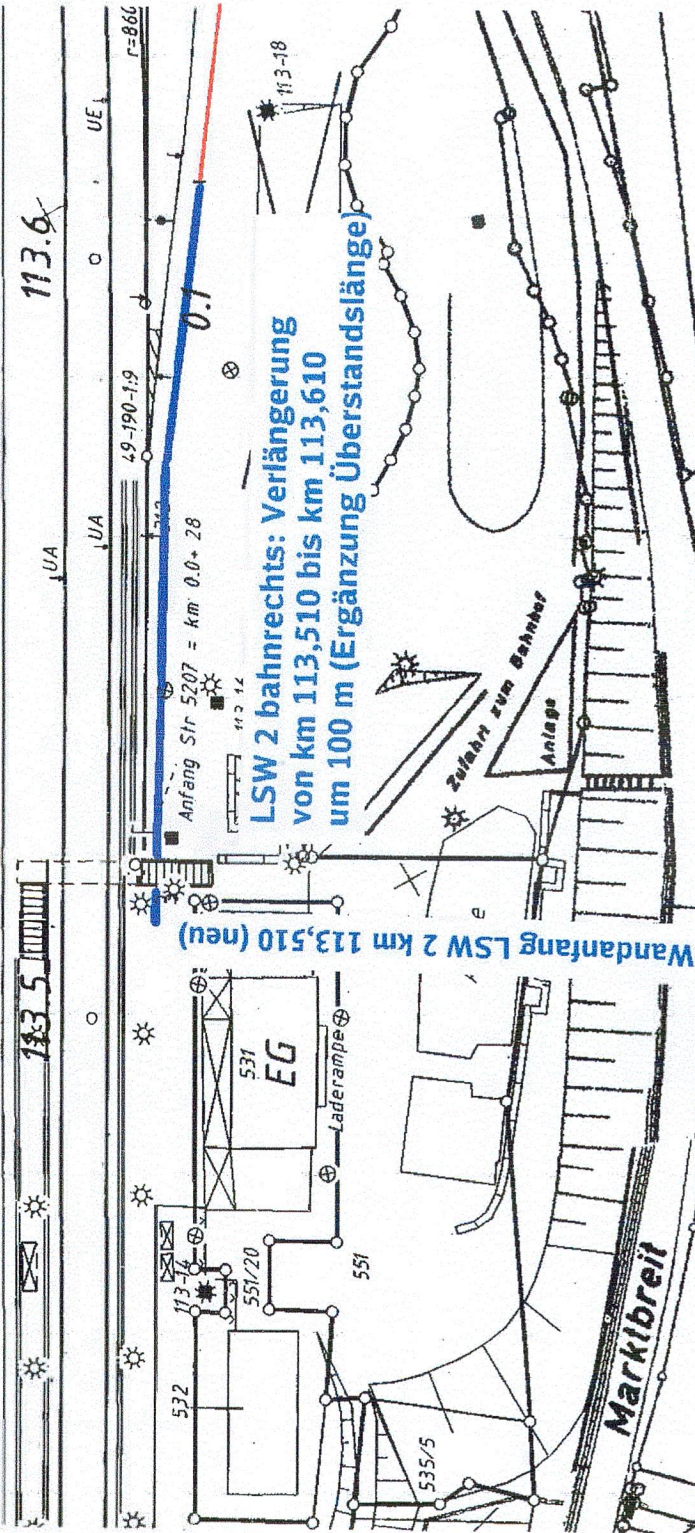 113.5
113.6
r=860
UE
UA
UA
49-190-1:9
0.1
113-18
Anfang Str 5207 = km 0.0+ 28
LSW 2 bahnrechts: Verlängerung
von km 113,510 bis km 113,610
um 100 m (Ergänzung Überstandslänge)
Wandanfang LSW 2 km 113,510 (neu)
Zufahrt zum Bahnhof
Anlage
e
531
EG
Laderampe
113-14
551/20
551
532
535/5
Marktbreit